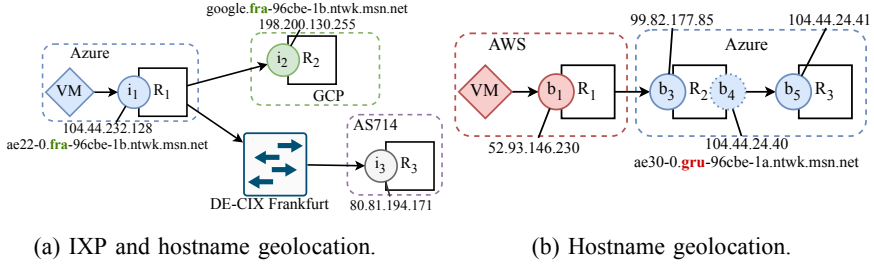 google.fra-96cbe-1b.ntwk.msn.net
198.200.130.255
Azure
VM
i1
R1
i2
R2
GCP
104.44.232.128
ae22-0.fra-96cbe-1b.ntwk.msn.net
AS714
i3
R3
DE-CIX Frankfurt
80.81.194.171
(a) IXP and hostname geolocation.
99.82.177.85
104.44.24.41
AWS
Azure
VM
b1
R1
b3
R2
b4
b5
R3
52.93.146.230
104.44.24.40
ae30-0.gru-96cbe-1a.ntwk.msn.net
(b) Hostname geolocation.